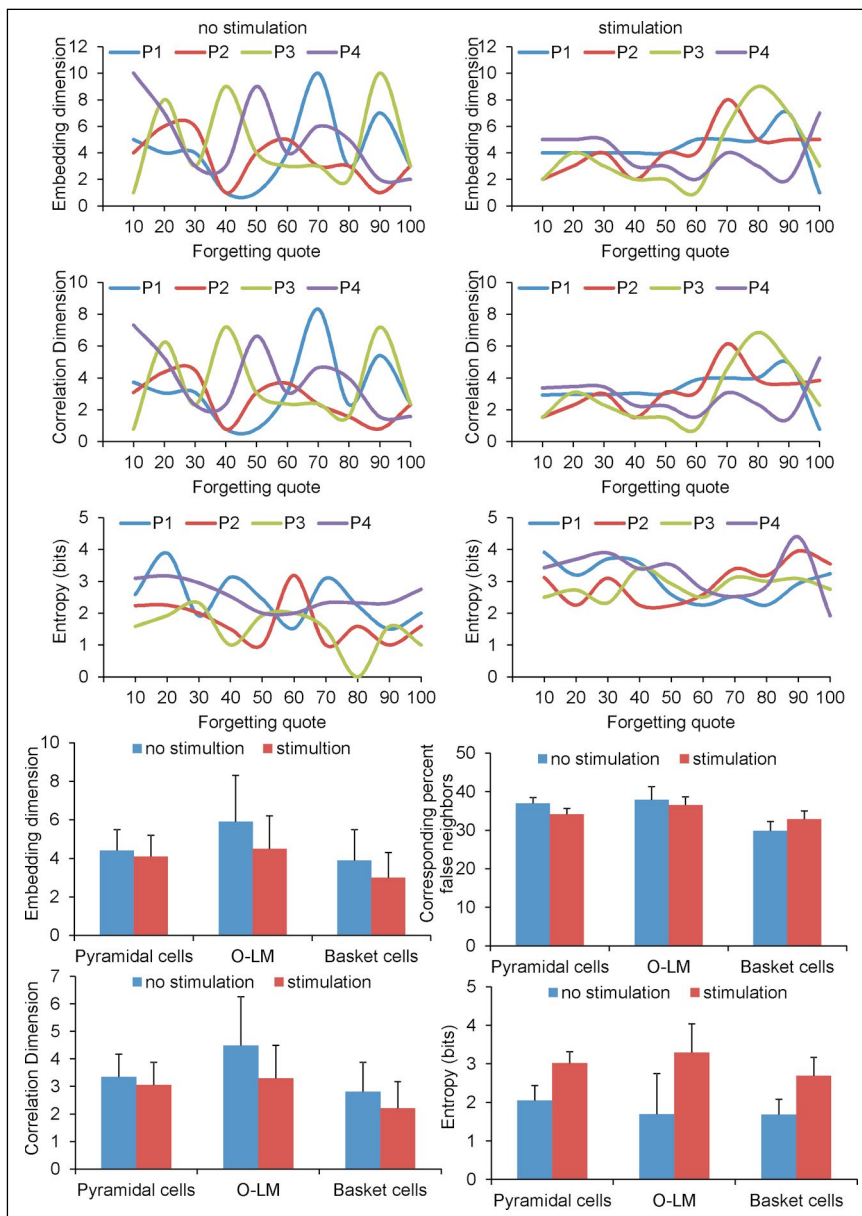 no stimulation
stimulation
P1 P2 P3 P4
Embedding dimension
12
10
8
6
4
2
0
10 20 30 40 50 60 70 80 90 100
Forgetting quote
P1 P2 P3 P4
Embedding dimension
12
10
8
6
4
2
0
10 20 30 40 50 60 70 80 90 100
Forgetting quote
P1 P2 P3 P4
Correlation Dimension
10
8
6
4
2
0
10 20 30 40 50 60 70 80 90 100
Forgetting quote
P1 P2 P3 P4
Correlation Dimension
10
8
6
4
2
0
10 20 30 40 50 60 70 80 90 100
Forgetting quote
P1 P2 P3 P4
Entropy (bits)
5
4
3
2
1
0
10 20 30 40 50 60 70 80 90 100
Forgetting quote
P1 P2 P3 P4
Entropy (bits)
5
4
3
2
1
0
10 20 30 40 50 60 70 80 90 100
Forgetting quote
no stimultion stimultion
Embedding dimension
10
8
6
4
2
0
Pyramidal cells O-LM Basket cells
no stimulation stimulation
Corresponding percent
false neighbors
50
40
30
20
10
0
Pyramidal cells O-LM Basket cells
no stimulation stimulation
Correlation Dimension
7
6
5
4
3
2
1
0
Pyramidal cells O-LM Basket cells
no stimulation stimulation
Entropy (bits)
5
4
3
2
1
0
Pyramidal cells O-LM Basket cells